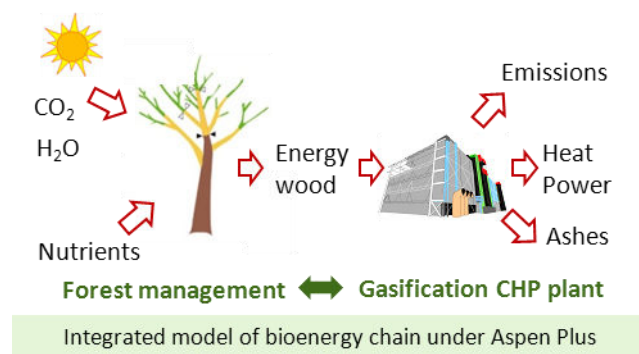 Emissions
CO₂
H₂O
Energy
wood
Heat
Power
Nutrients
Ashes
Forest management
Gasification CHP plant
Integrated model of bioenergy chain under Aspen Plus